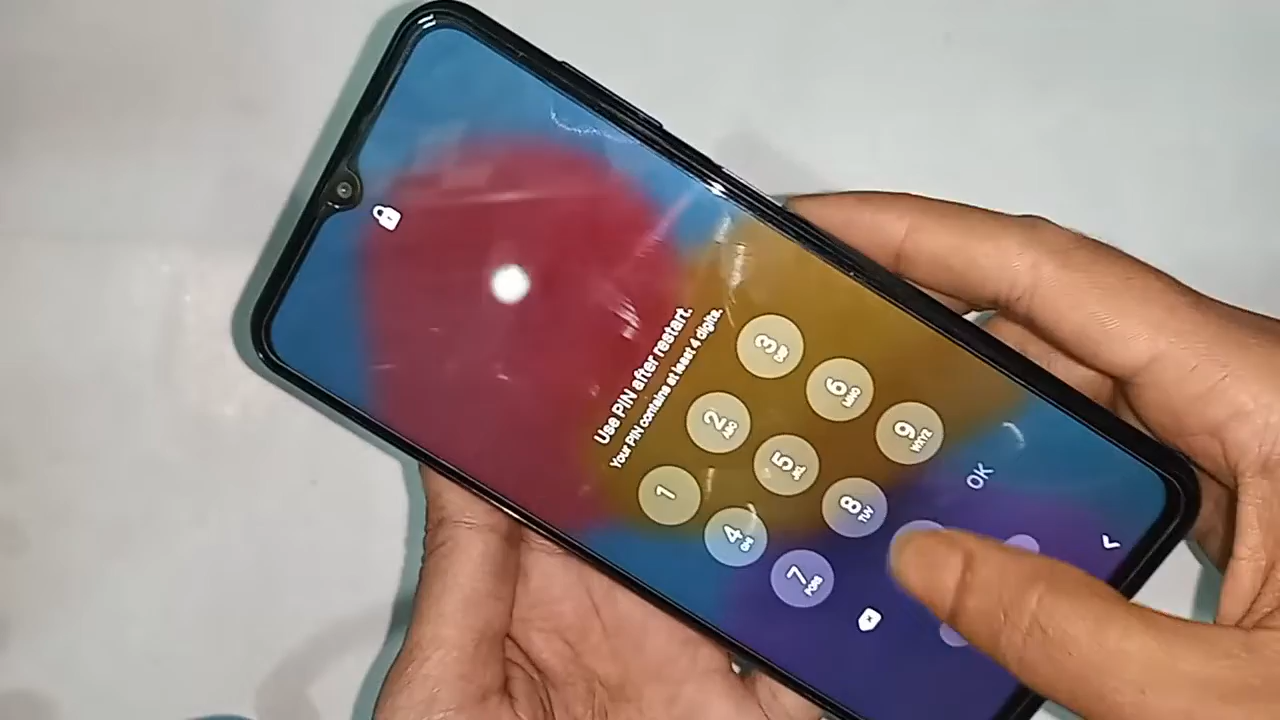 Use PIN after restart.
Your PIN contains at least 4 digits.
1
2 ABC
3 DEF
4 GHI
5 JKL
6 MNO
7 PQRS
8 TUV
9 WXYZ
OK